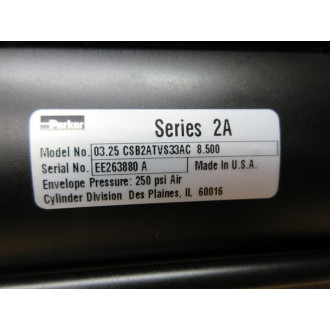 Parker
Series 2A
Model No. 03.25 CSB2ATVS33AC 8.500
Serial No. EE263880 A Made in U.S.A.
Envelope Pressure: 250 psi Air
Cylinder Division Des Plaines, IL 60016